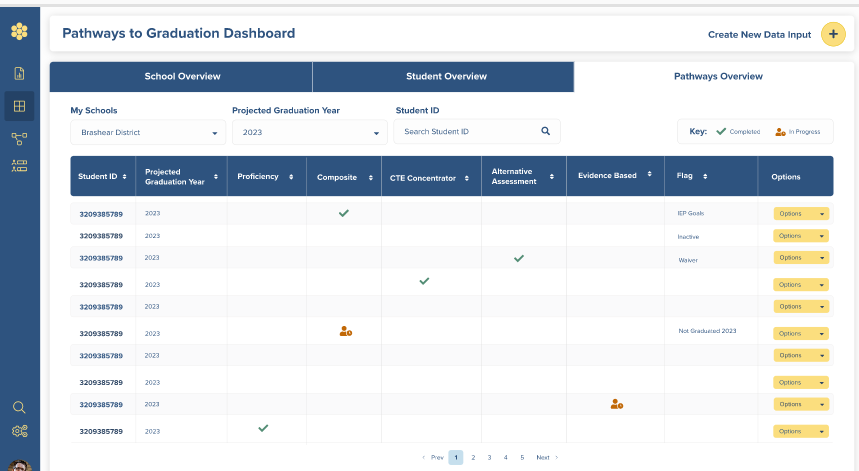 Pathways to Graduation Dashboard
Create New Data Input
School Overview
Student Overview
Pathways Overview
My Schools
Projected Graduation Year
Student ID
Brashear District
2023
Search Student ID
Key:
Completed
In Progress
Student ID
Projected Graduation Year
Proficiency
Composite
CTE Concentrator
Alternative Assessment
Evidence Based
Flag
Options
3209385789 2023 IEP Goals Options
3209385789 2023 Inactive Options
3209385789 2023 Waiver Options
3209385789 2023 Options
3209385789 2023 Options
3209385789 2023 Not Graduated 2023 Options
3209385789 2023 Options
3209385789 2023 Options
3209385789 2023 Options
3209385789 2023 Options
‹ Prev 1 2 3 4 5 Next ›